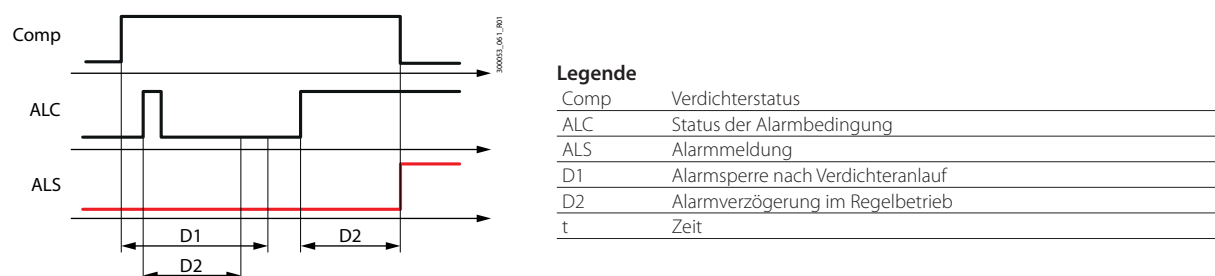 Comp
ALC
ALS
D1
D2
D2
300053_061_R01
Legende
Comp Verdichterstatus
ALC Status der Alarmbedingung
ALS Alarmmeldung
D1 Alarmsperre nach Verdichteranlauf
D2 Alarmverzögerung im Regelbetrieb
t Zeit